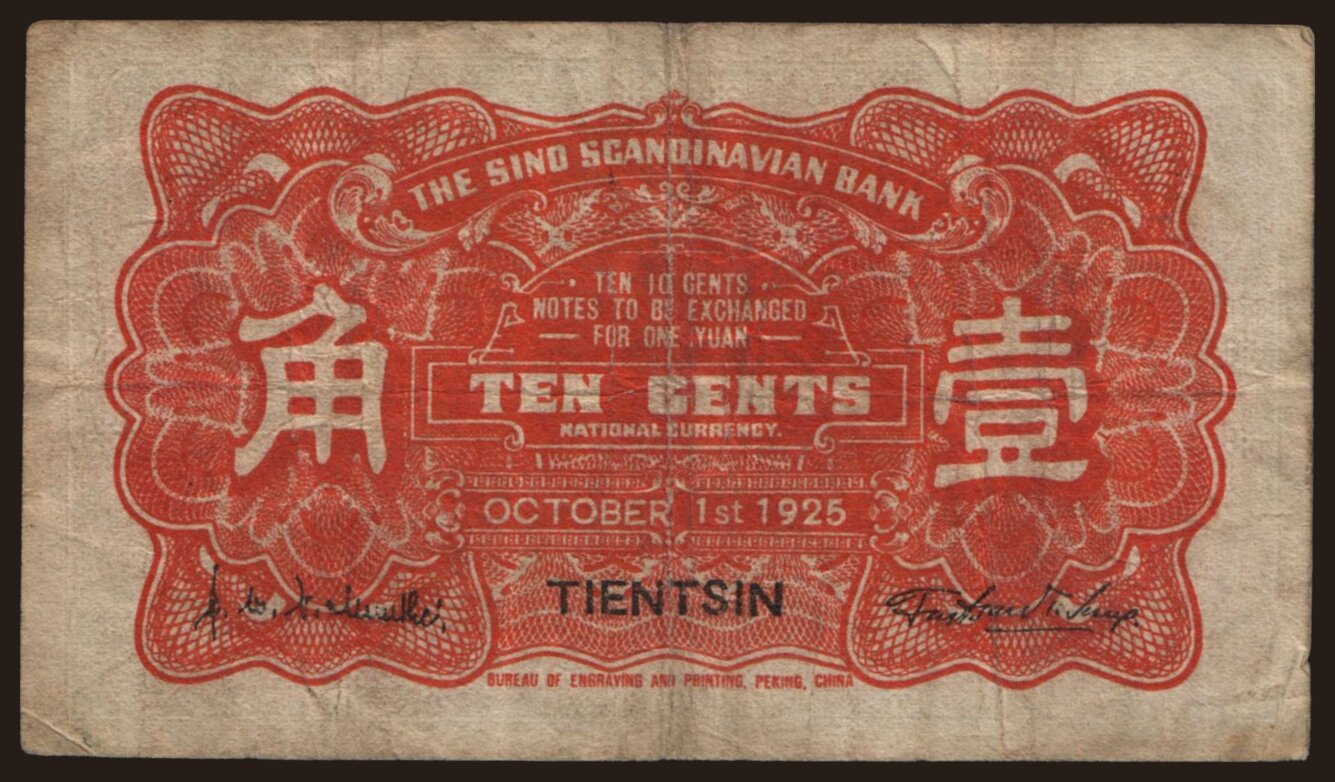 THE SINO SCANDINAVIAN BANK
TEN 10 CENTS
NOTES TO BE EXCHANGED
FOR ONE YUAN
角 壹
TEN CENTS
NATIONAL CURRENCY.
OCTOBER 1st 1925
TIENTSIN
BUREAU OF ENGRAVING AND PRINTING, PEKING, CHINA